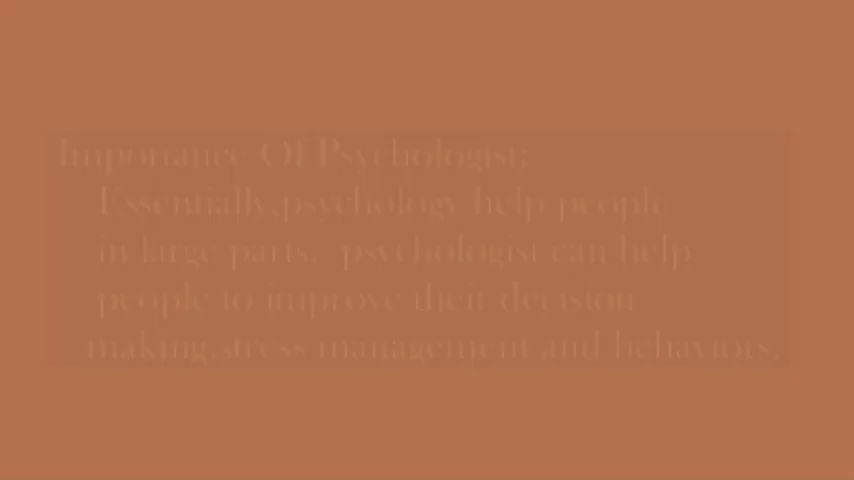 Importance Of Psychologist:
Essentially,psychology help people
in large parts. psychologist can help
people to improve their decision
making,stress management and behaviors.